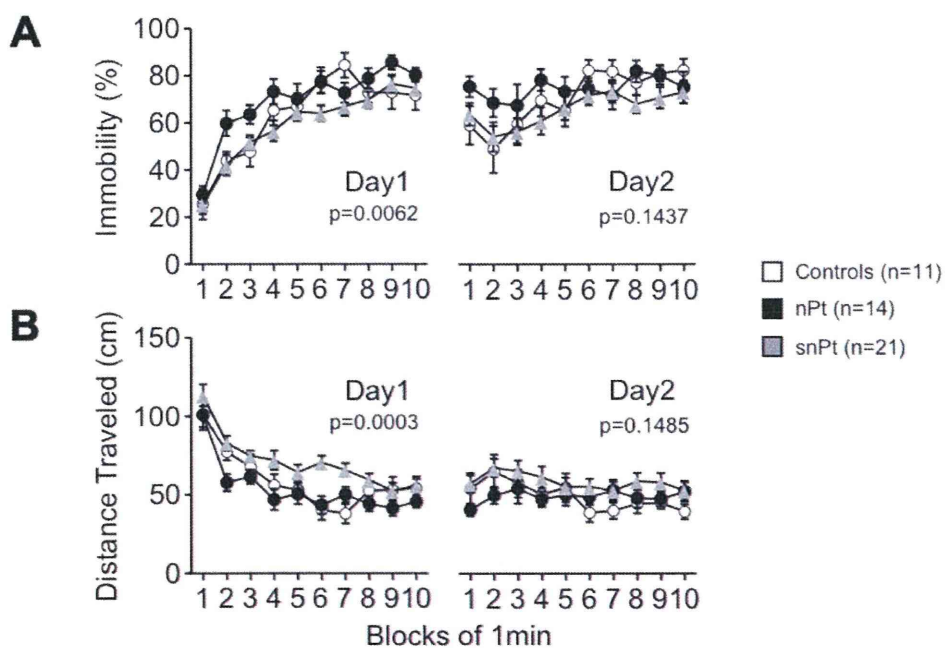 A
Immobility (%)
100
80
60
40
20
0
Day1
p=0.0062
Day2
p=0.1437
1 2 3 4 5 6 7 8 9 10
1 2 3 4 5 6 7 8 9 10
Controls (n=11)
nPt (n=14)
snPt (n=21)
B
Distance Traveled (cm)
150
100
50
0
Day1
p=0.0003
Day2
p=0.1485
1 2 3 4 5 6 7 8 9 10
1 2 3 4 5 6 7 8 9 10
Blocks of 1min